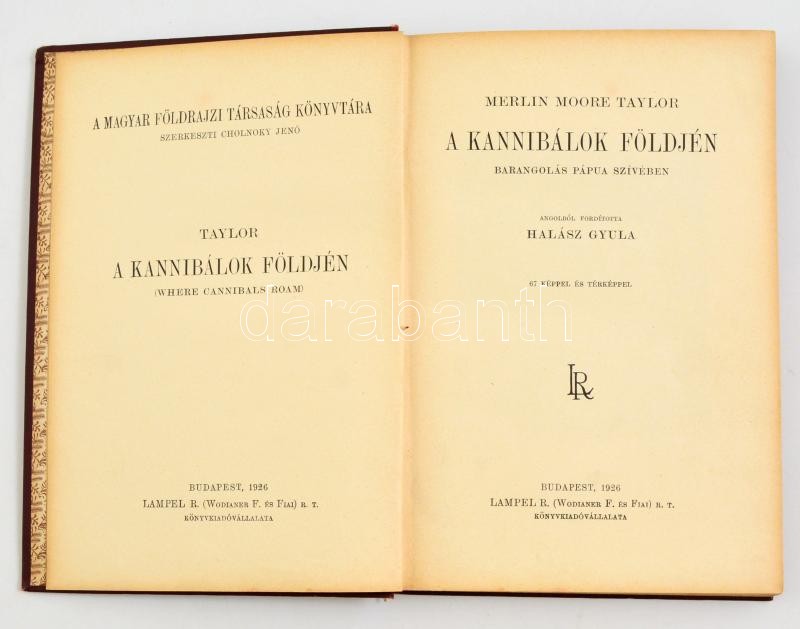 A MAGYAR FÖLDRAJZI TÁRSASÁG KÖNYVTÁRA
SZERKESZTI CHOLNOKY JENŐ
TAYLOR
A KANNIBÁLOK FÖLDJÉN
(WHERE CANNIBALS ROAM)
BUDAPEST, 1926
LAMPEL R. (WODIANER F. ÉS FIAI) R. T.
KÖNYVKIADÓVÁLLALATA
MERLIN MOORE TAYLOR
A KANNIBÁLOK FÖLDJÉN
BARANGOLÁS PÁPUA SZÍVÉBEN
ANGOLBÓL FORDÍTOTTA
HALÁSZ GYULA
67 KÉPPEL ÉS TÉRKÉPPEL
LR
BUDAPEST, 1926
LAMPEL R. (WODIANER F. ÉS FIAI) R. T.
KÖNYVKIADÓVÁLLALATA
darabanth